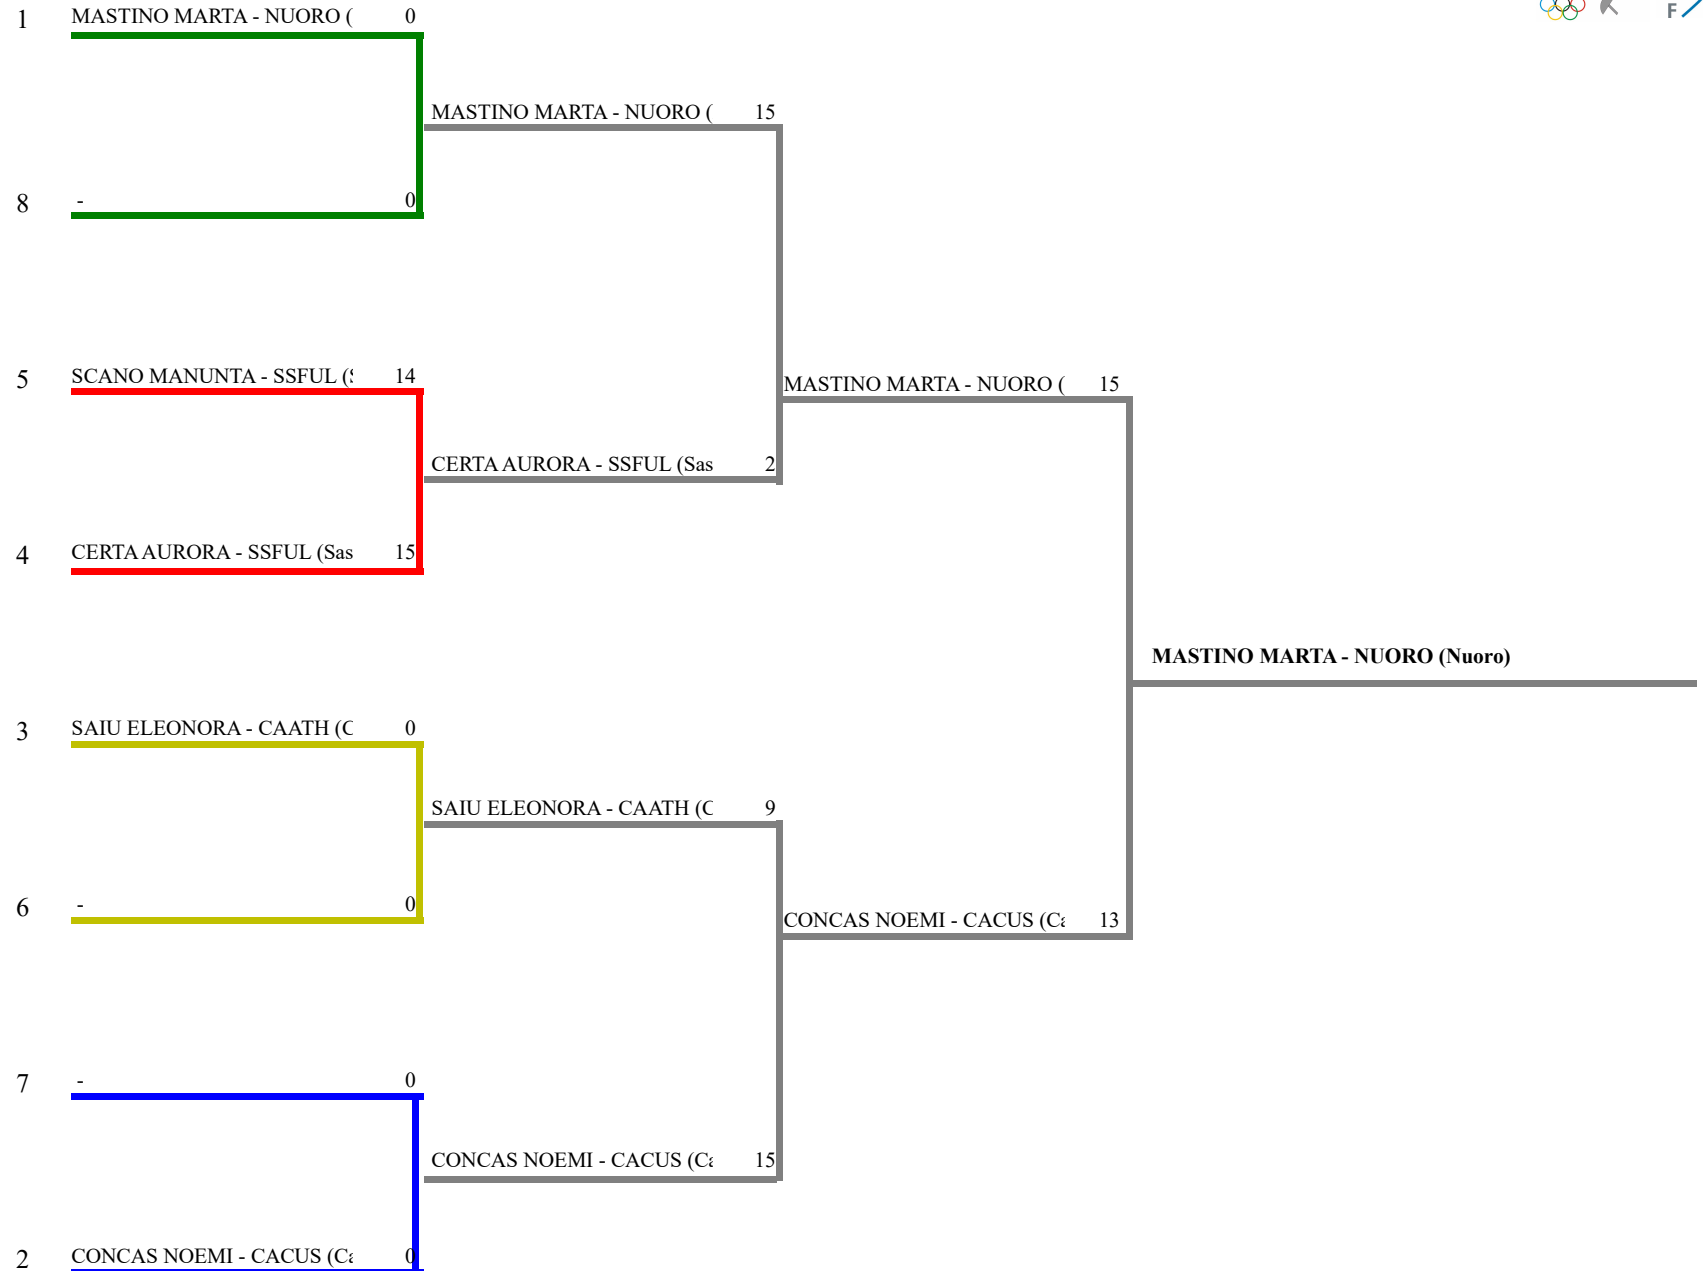 1 MASTINO MARTA - NUORO ( 0
MASTINO MARTA - NUORO ( 15
8 - 0
5 SCANO MANUNTA - SSFUL ( 14
MASTINO MARTA - NUORO ( 15
CERTA AURORA - SSFUL (Sas 2
4 CERTA AURORA - SSFUL (Sas 15
MASTINO MARTA - NUORO (Nuoro)
3 SAIU ELEONORA - CAATH (C 0
SAIU ELEONORA - CAATH (C 9
6 - 0
CONCAS NOEMI - CACUS (Ca 13
7 - 0
CONCAS NOEMI - CACUS (Ca 15
2 CONCAS NOEMI - CACUS (Ca 0
F